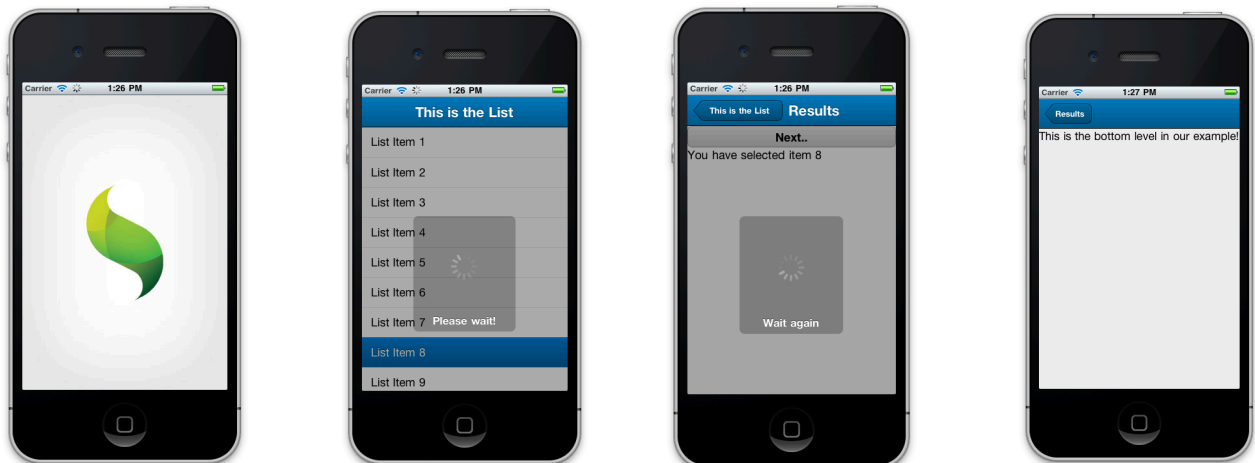 Carrier 1:26 PM
Carrier 1:26 PM
This is the List
List Item 1
List Item 2
List Item 3
List Item 4
List Item 5
List Item 6
List Item 7
Please wait!
List Item 8
List Item 9
Carrier 1:26 PM
This is the List Results
Next..
You have selected item 8
Wait again
Carrier 1:27 PM
Results
This is the bottom level in our example!